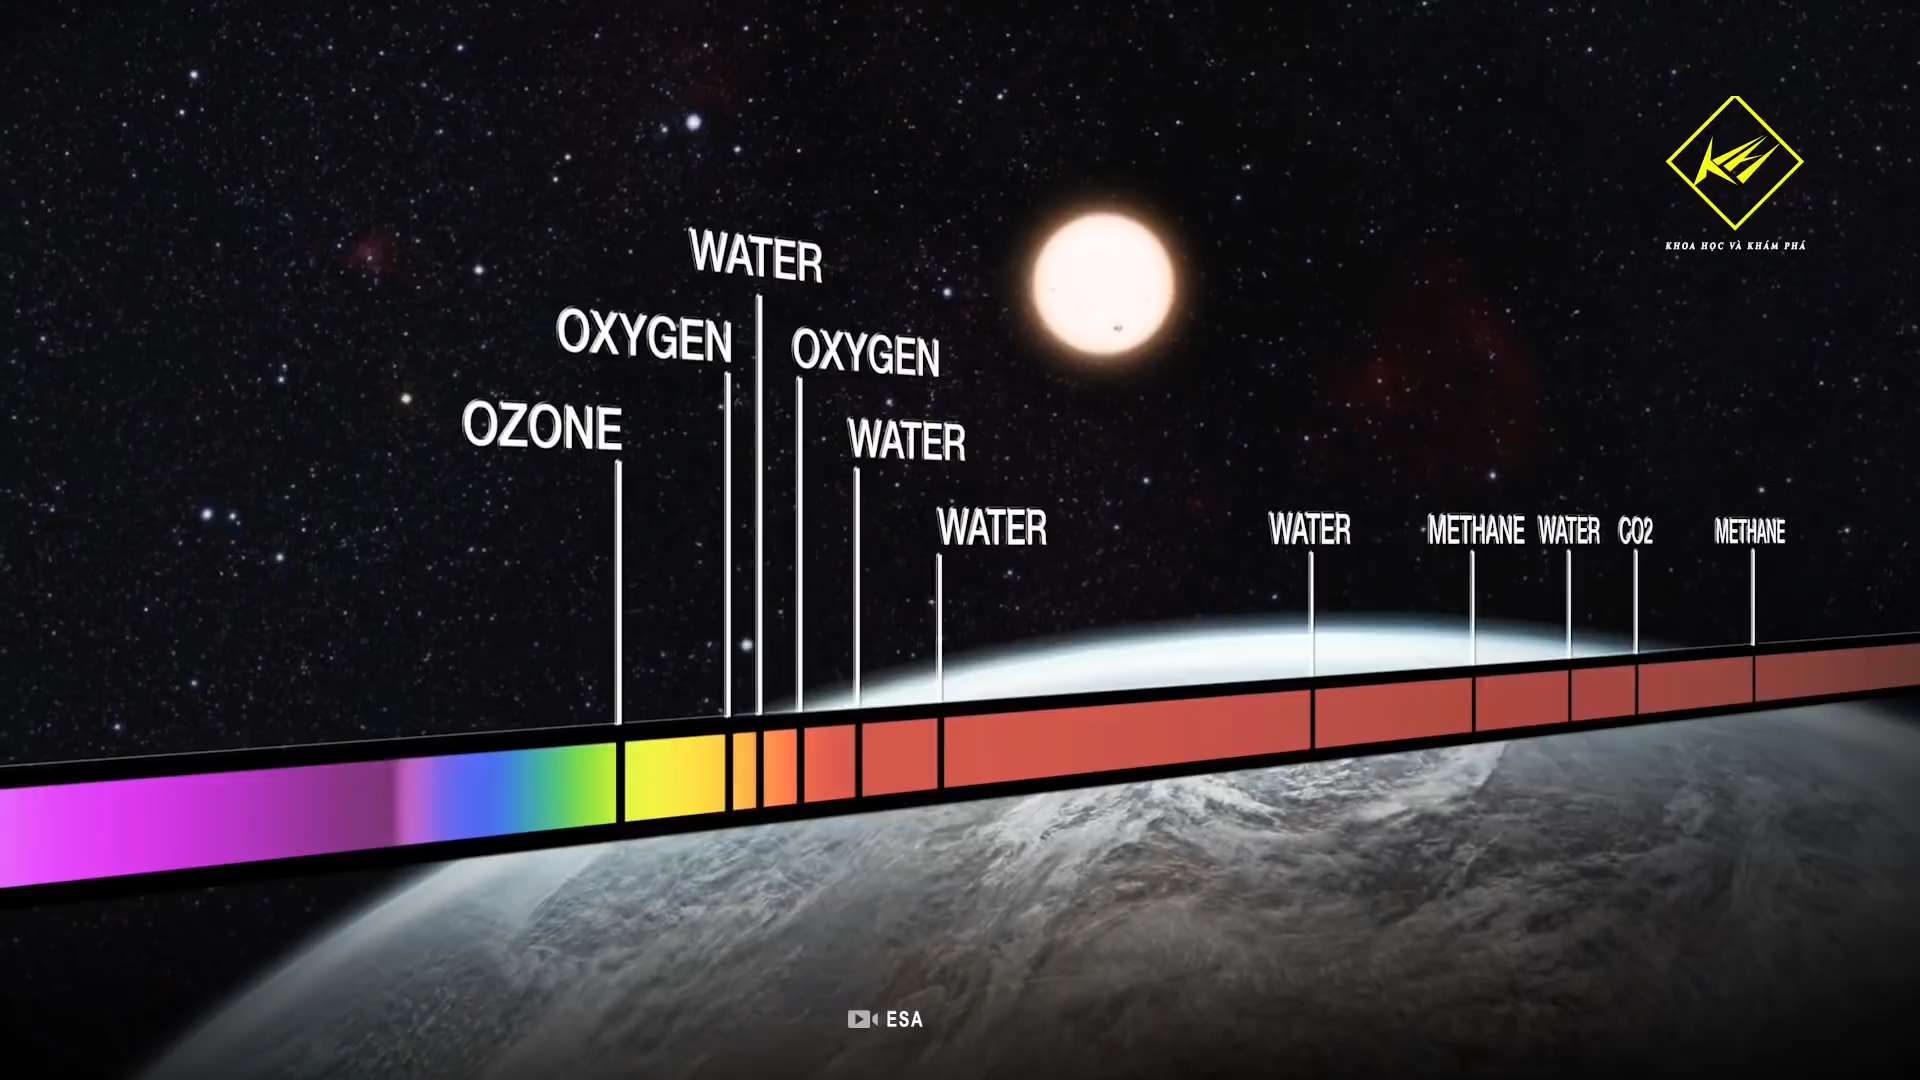 WATER
OXYGEN
OXYGEN
OZONE
WATER
WATER
WATER
METHANE
WATER
CO2
METHANE
KHOA HỌC VÀ KHÁM PHÁ
ESA